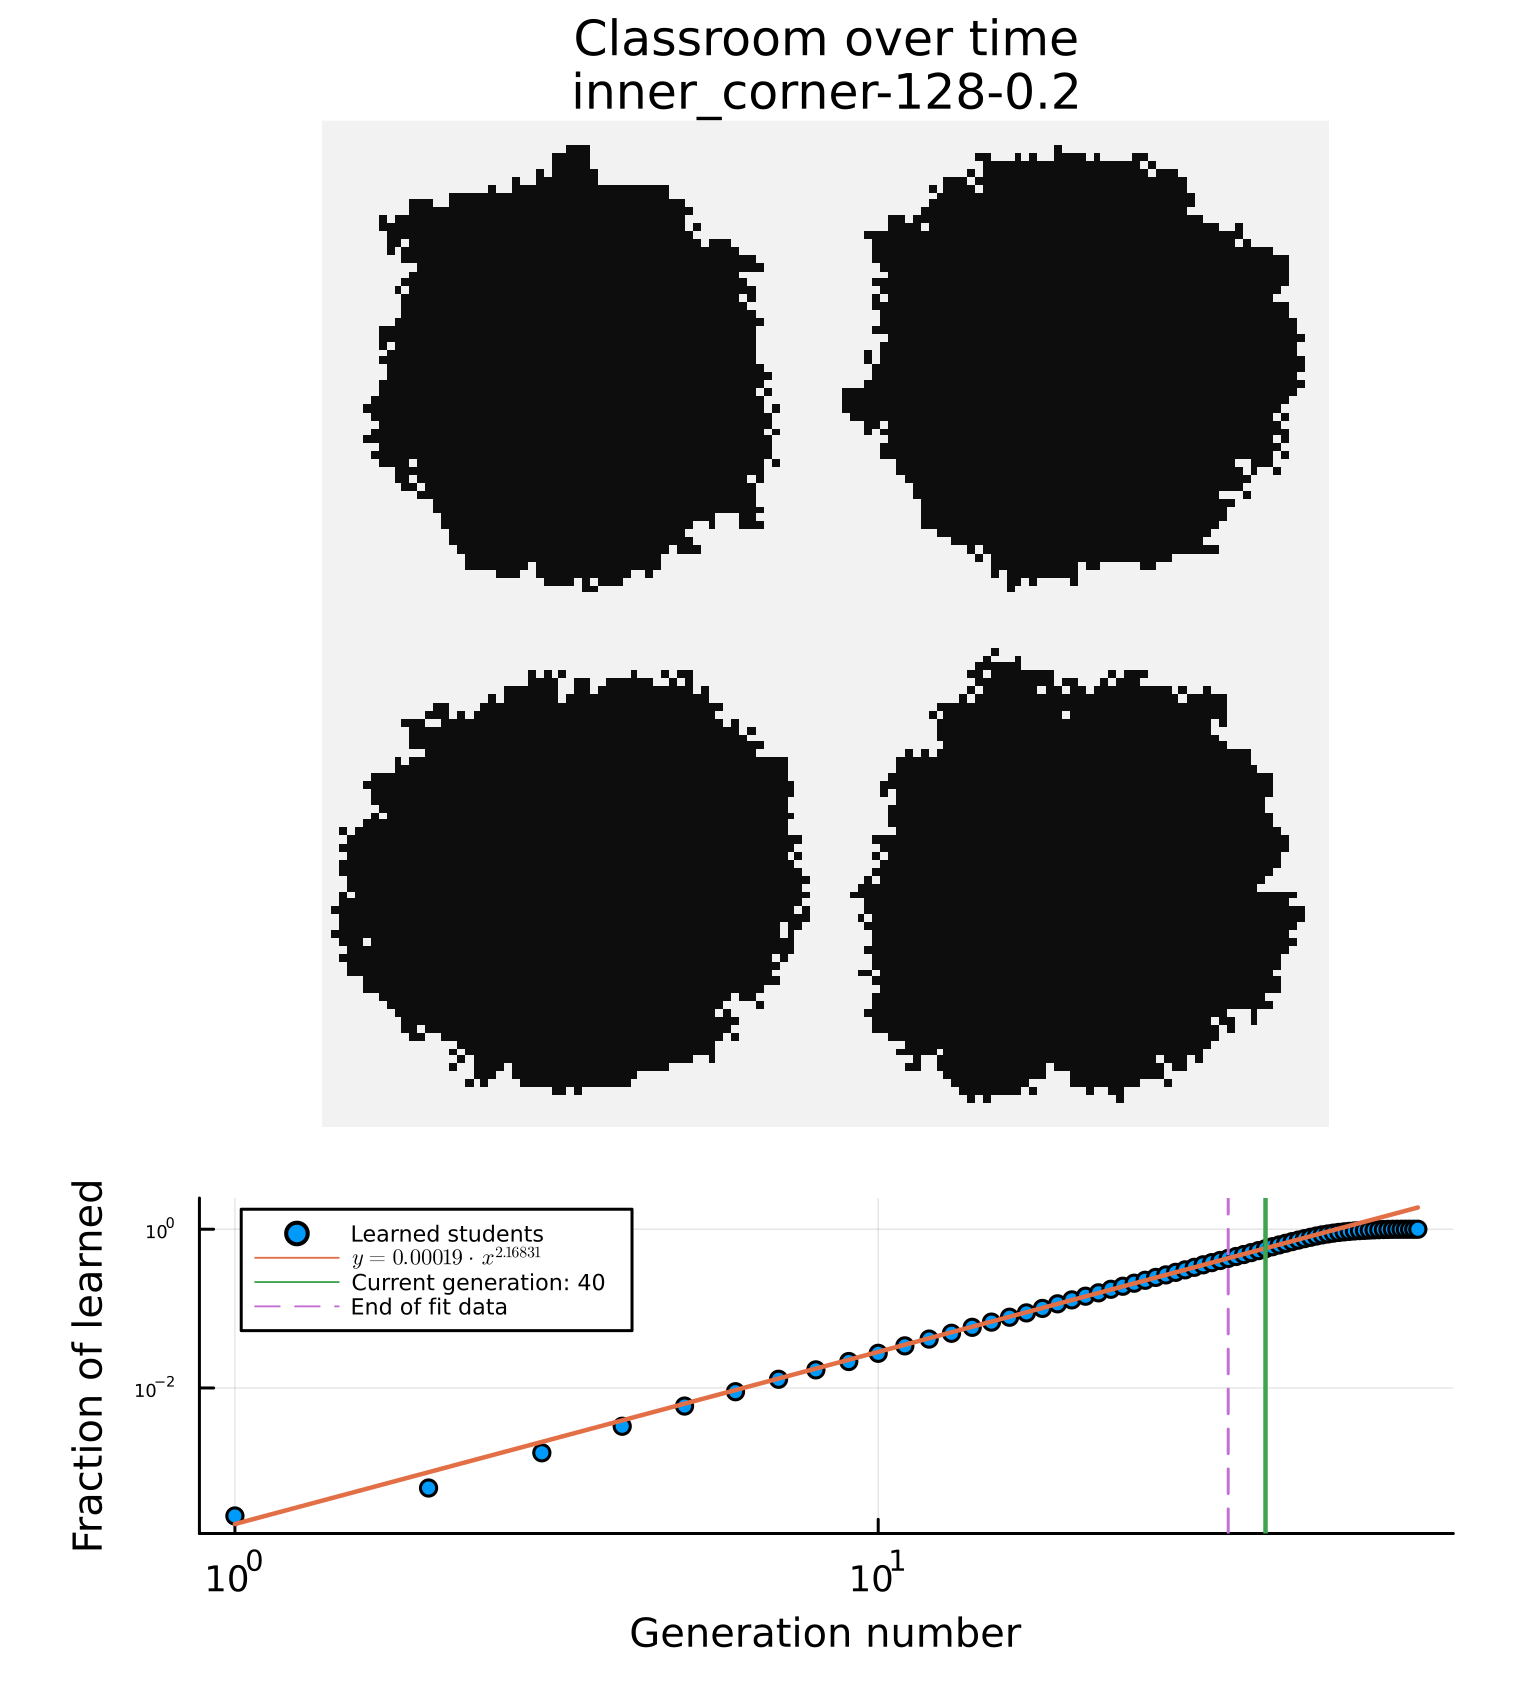 Classroom over time
inner_corner-128-0.2
Fraction of learned
10^0
10^-2
Learned students
y = 0.00019 · x^2.16831
Current generation: 40
End of fit data
10^0
10^1
Generation number